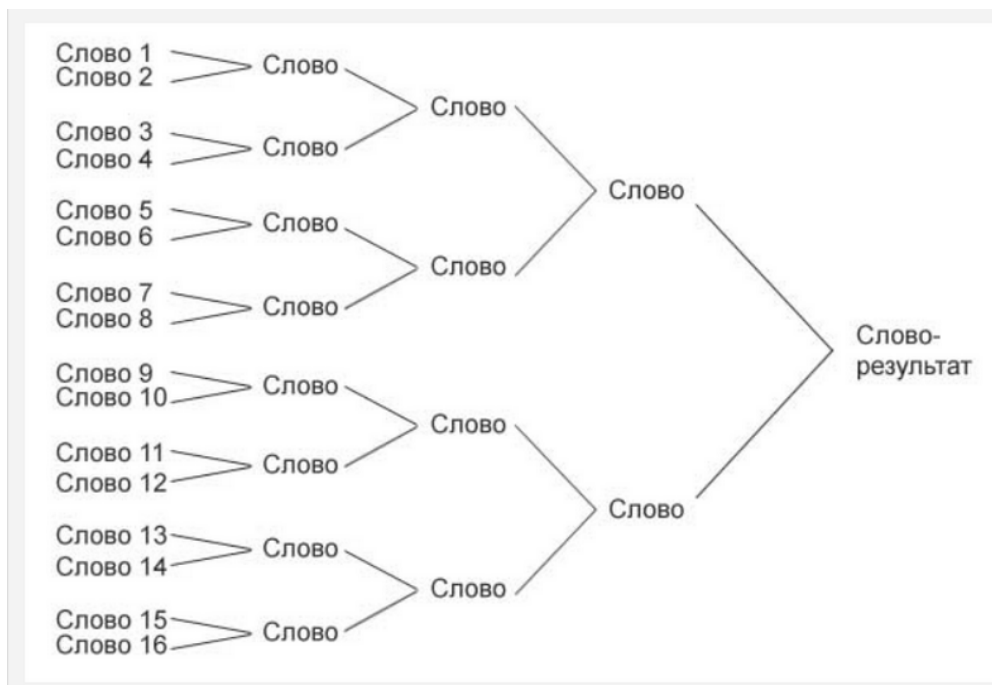 Слово 1
Слово 2
Слово 3
Слово 4
Слово 5
Слово 6
Слово 7
Слово 8
Слово 9
Слово 10
Слово 11
Слово 12
Слово 13
Слово 14
Слово 15
Слово 16
Слово
Слово
Слово
Слово
Слово
Слово
Слово
Слово
Слово
Слово
Слово
Слово
Слово
Слово
Слово-
результат